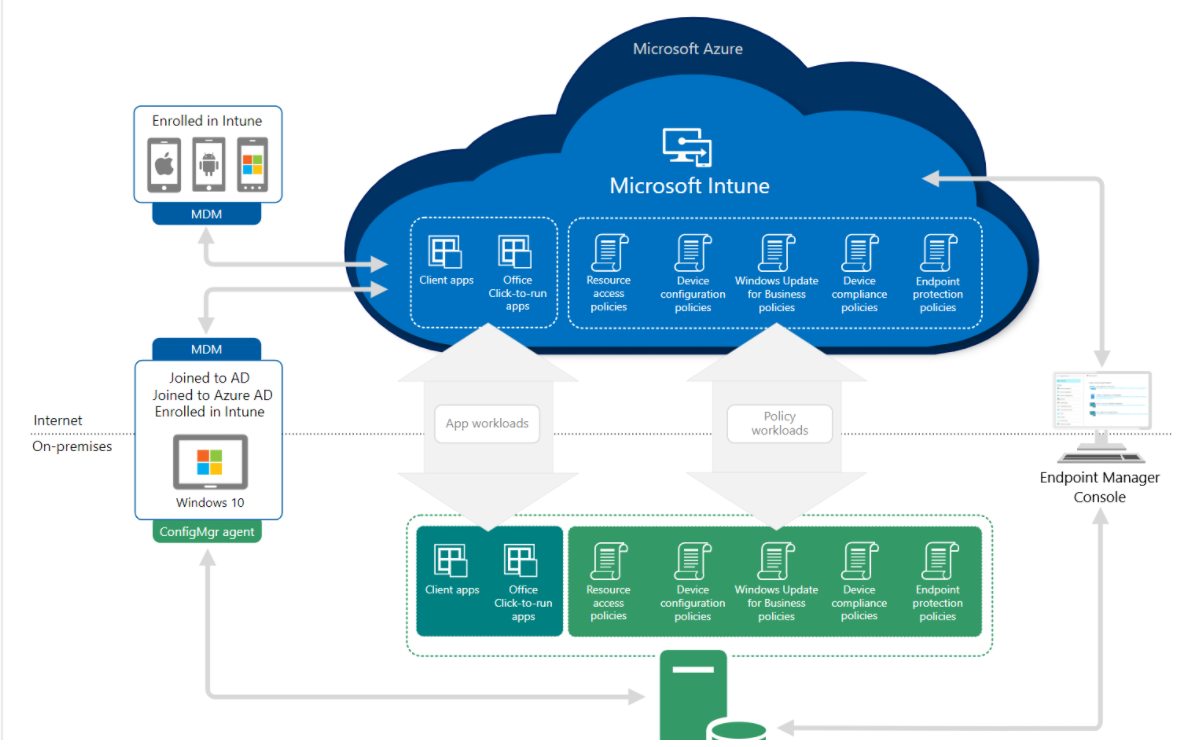 Microsoft Azure
Enrolled in Intune
MDM
Microsoft Intune
Client apps
Office
Click-to-run
apps
Resource
access
policies
Device
configuration
policies
Windows Update
for Business
policies
Device
compliance
policies
Endpoint
protection
policies
MDM
Joined to AD
Joined to Azure AD
Enrolled in Intune
Windows 10
ConfigMgr agent
Internet
On-premises
App workloads
Policy
workloads
Endpoint Manager
Console
Client apps
Office
Click-to-run
apps
Resource
access
policies
Device
configuration
policies
Windows Update
for Business
policies
Device
compliance
policies
Endpoint
protection
policies